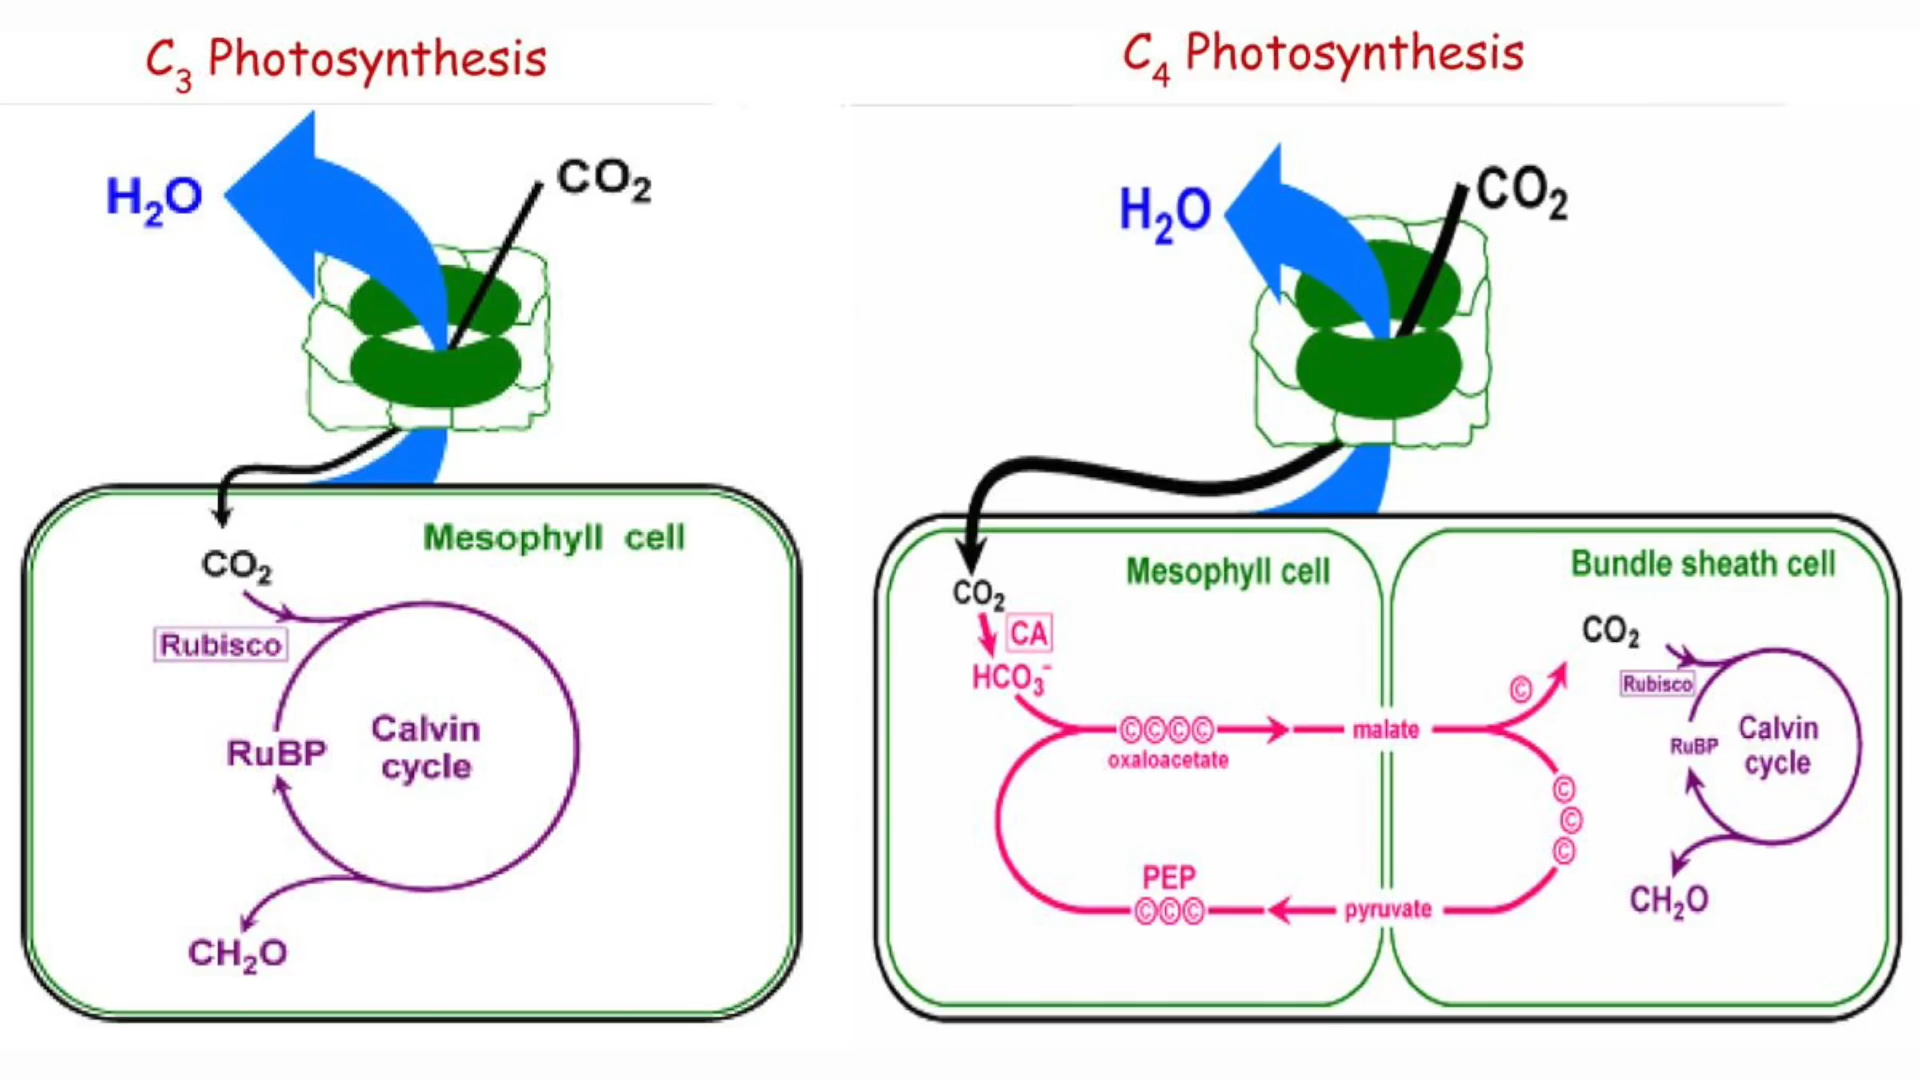 C₃ Photosynthesis
H₂O
CO₂
Mesophyll cell
CO₂
Rubisco
RuBP
Calvin
cycle
CH₂O
C₄ Photosynthesis
H₂O
CO₂
Mesophyll cell
CO₂
CA
HCO₃⁻
©©©©
oxaloacetate
malate
PEP
©©©
pyruvate
Bundle sheath cell
CO₂
©
Rubisco
RuBP
Calvin
cycle
©
©
©
CH₂O